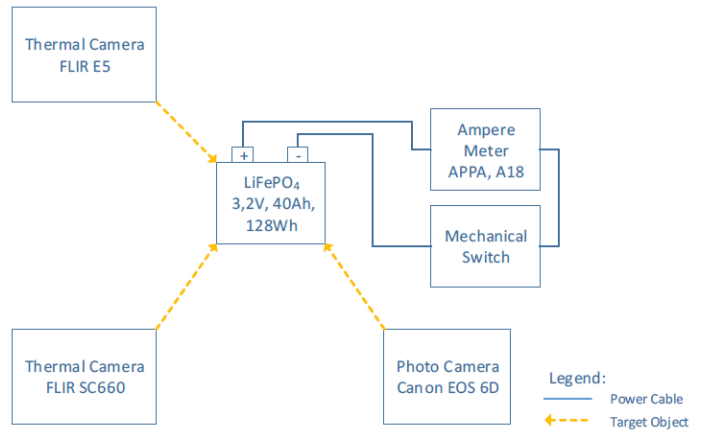 Thermal Camera
FLIR E5
Ampere
Meter
APPA, A18
+
-
LiFePO₄
3,2V, 40Ah,
128Wh
Mechanical
Switch
Thermal Camera
FLIR SC660
Photo Camera
Canon EOS 6D
Legend:
Power Cable
Target Object